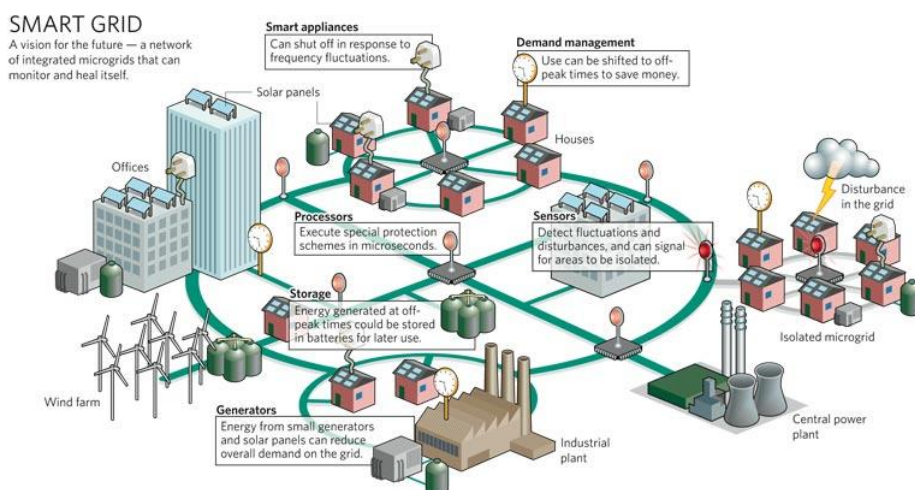 SMART GRID
A vision for the future — a network
of integrated microgrids that can
monitor and heal itself.
Smart appliances
Can shut off in response to
frequency fluctuations.
Demand management
Use can be shifted to off-
peak times to save money.
Solar panels
Houses
Offices
Disturbance
in the grid
Processors
Execute special protection
schemes in microseconds.
Sensors
Detect fluctuations and
disturbances, and can signal
for areas to be isolated.
Storage
Energy generated at off-
peak times could be stored
in batteries for later use.
Isolated microgrid
Wind farm
Generators
Energy from small generators
and solar panels can reduce
overall demand on the grid.
Industrial
plant
Central power
plant